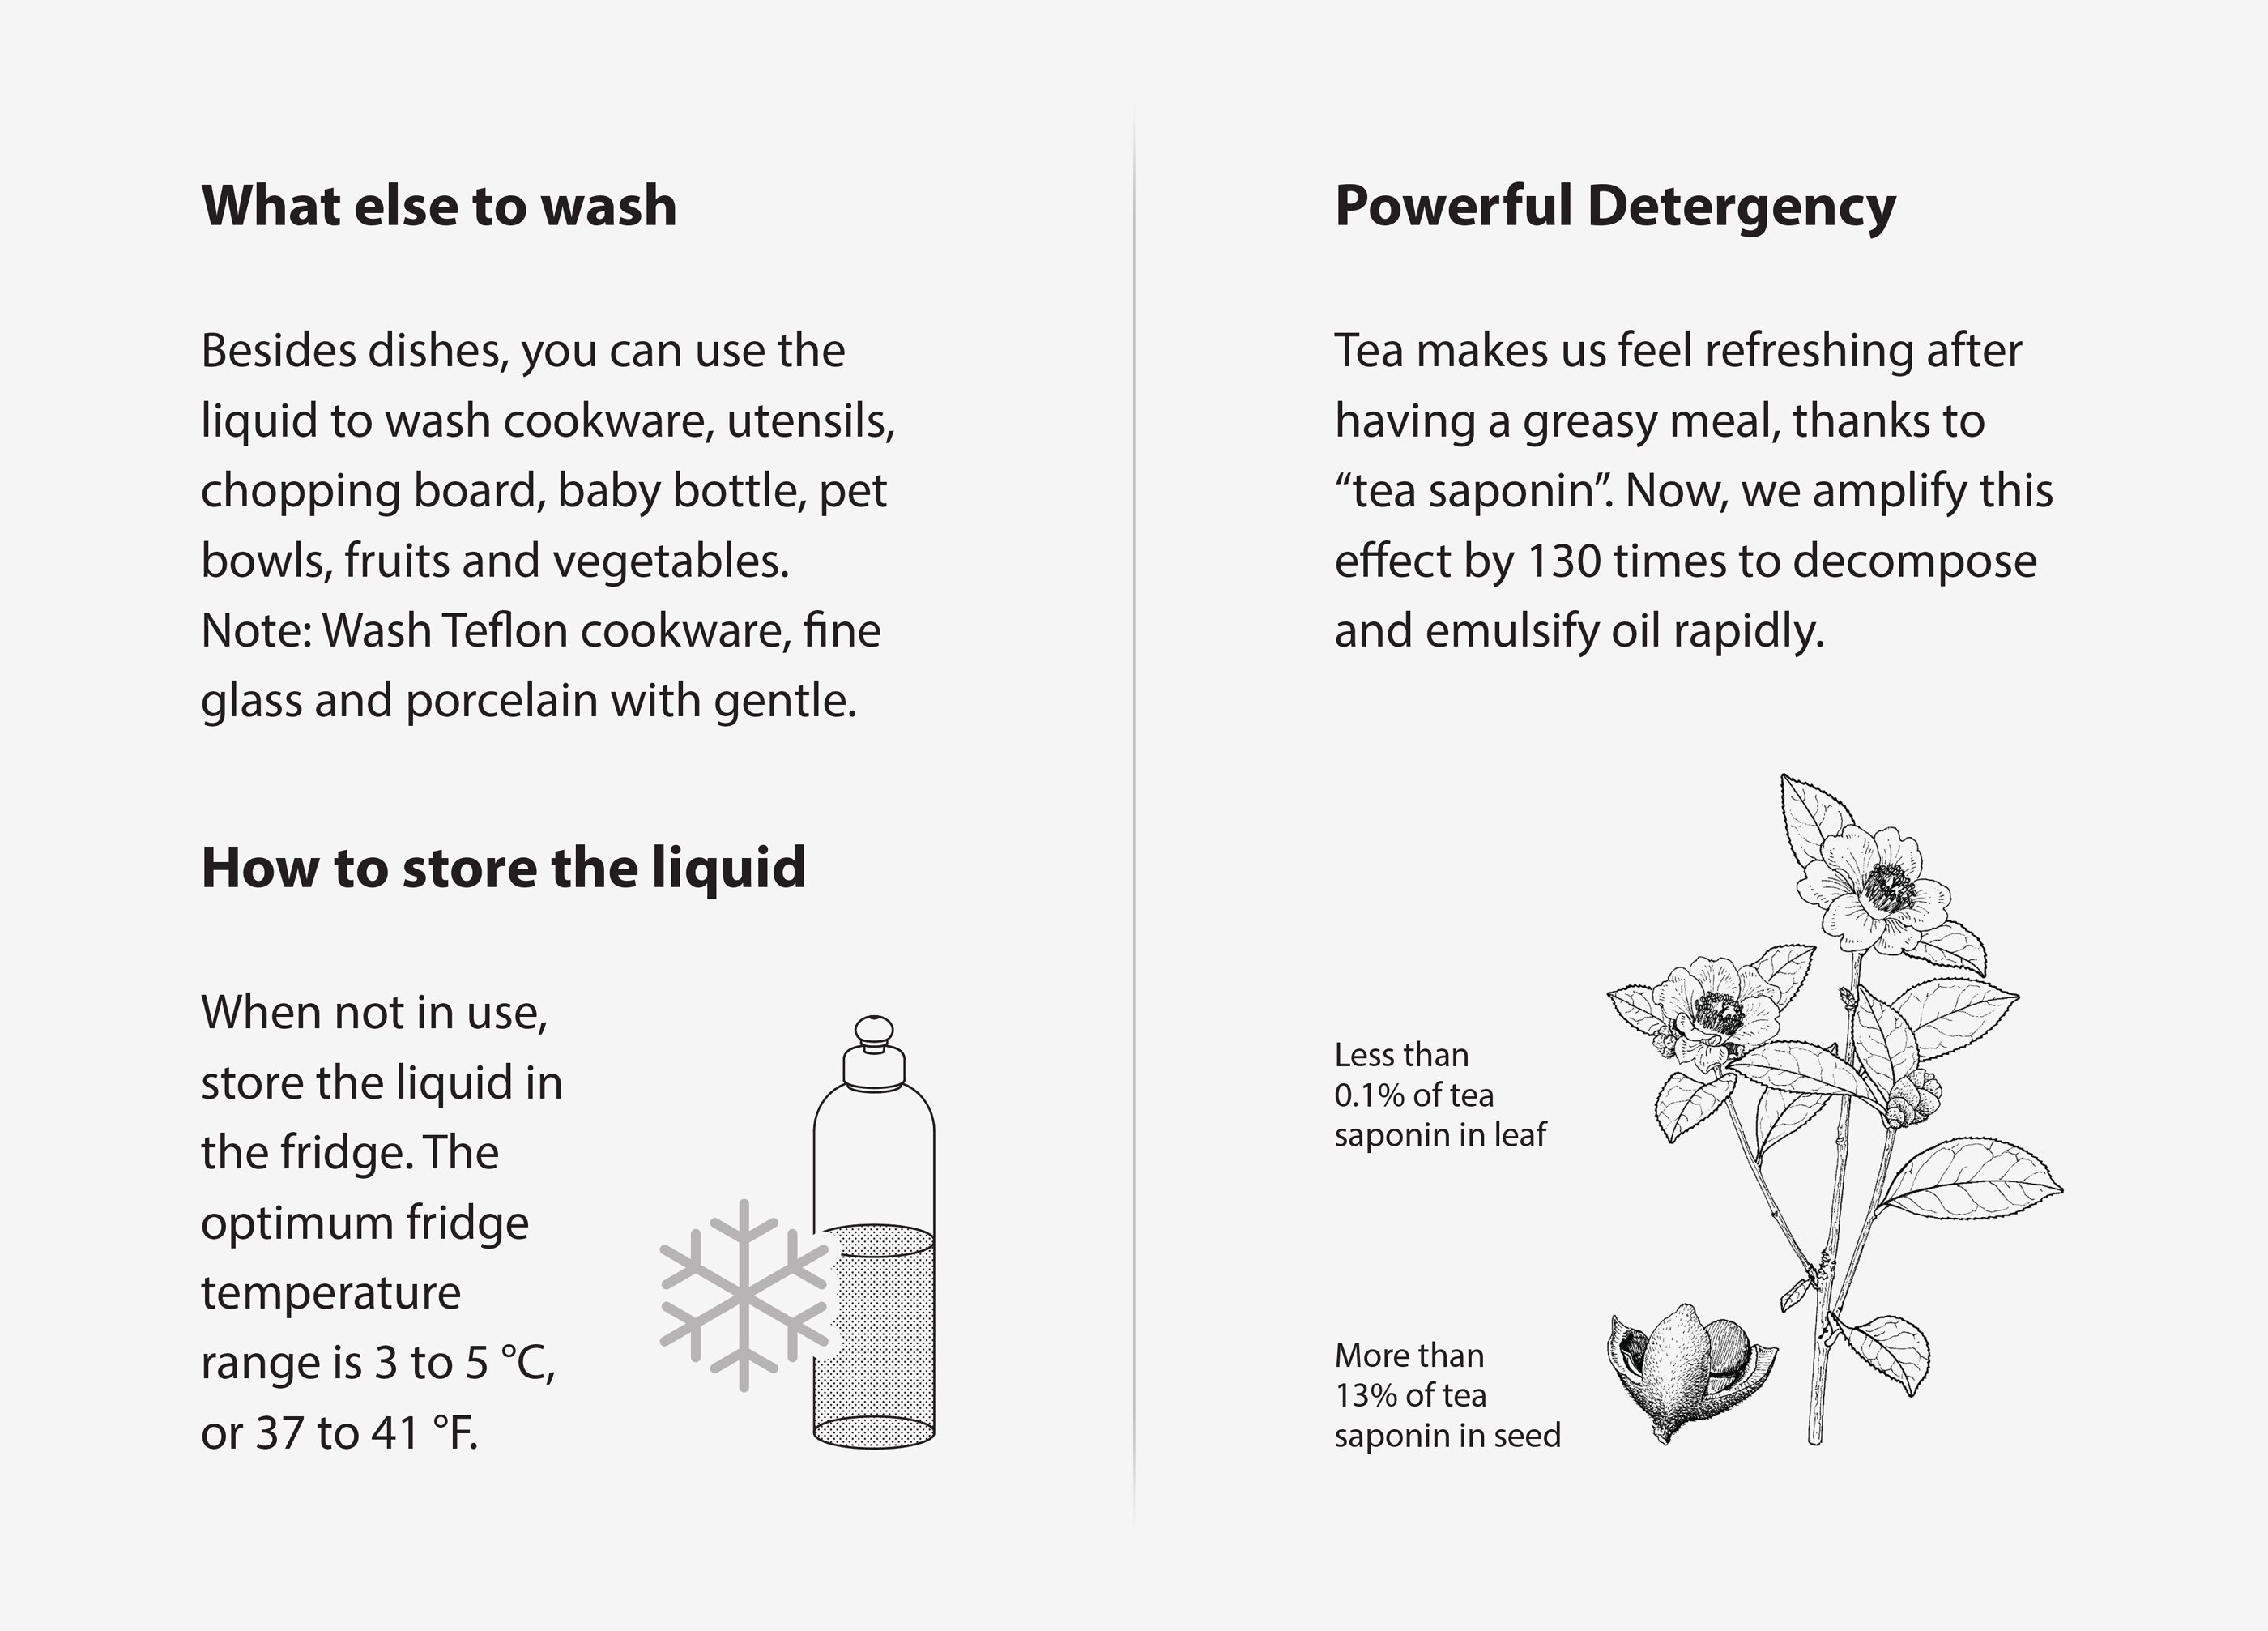 What else to wash
Besides dishes, you can use the
liquid to wash cookware, utensils,
chopping board, baby bottle, pet
bowls, fruits and vegetables.
Note: Wash Teflon cookware, fine
glass and porcelain with gentle.
How to store the liquid
When not in use,
store the liquid in
the fridge. The
optimum fridge
temperature
range is 3 to 5 °C,
or 37 to 41 °F.
Powerful Detergency
Tea makes us feel refreshing after
having a greasy meal, thanks to
“tea saponin”. Now, we amplify this
effect by 130 times to decompose
and emulsify oil rapidly.
Less than
0.1% of tea
saponin in leaf
More than
13% of tea
saponin in seed